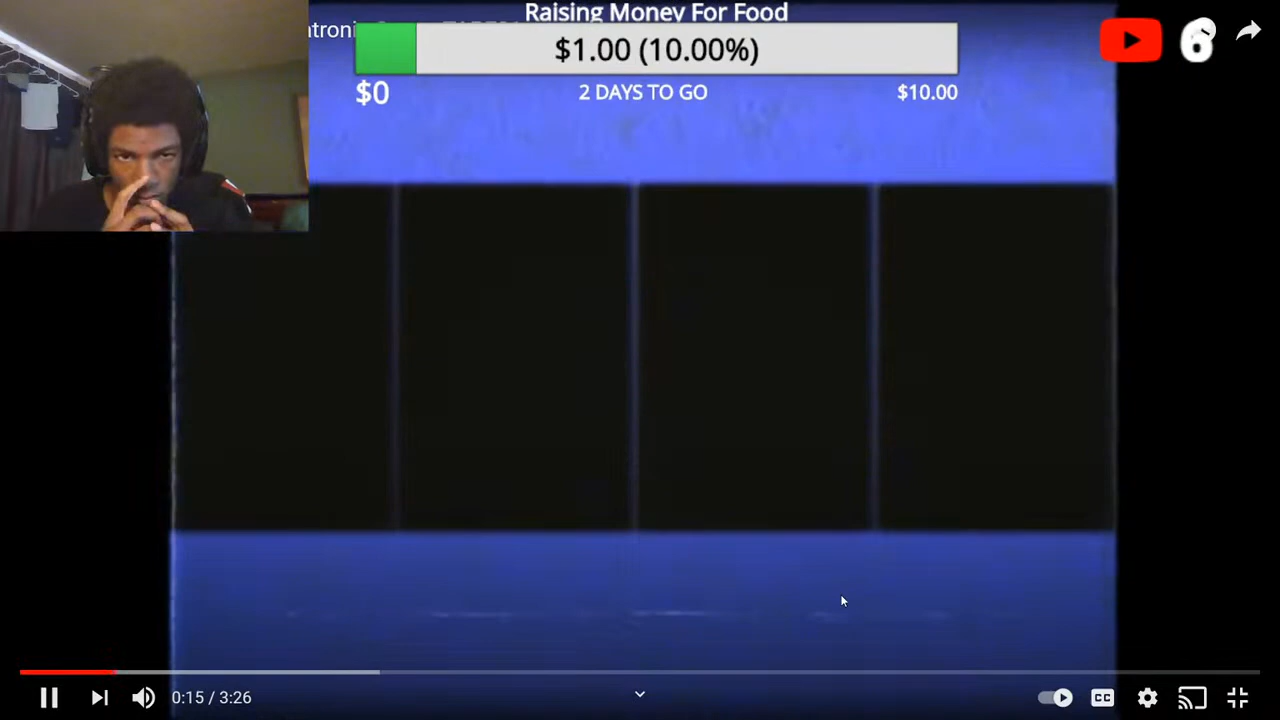 Raising Money For Food
$1.00 (10.00%)
$0
2 DAYS TO GO
$10.00
6
0:15 / 3:26
CC